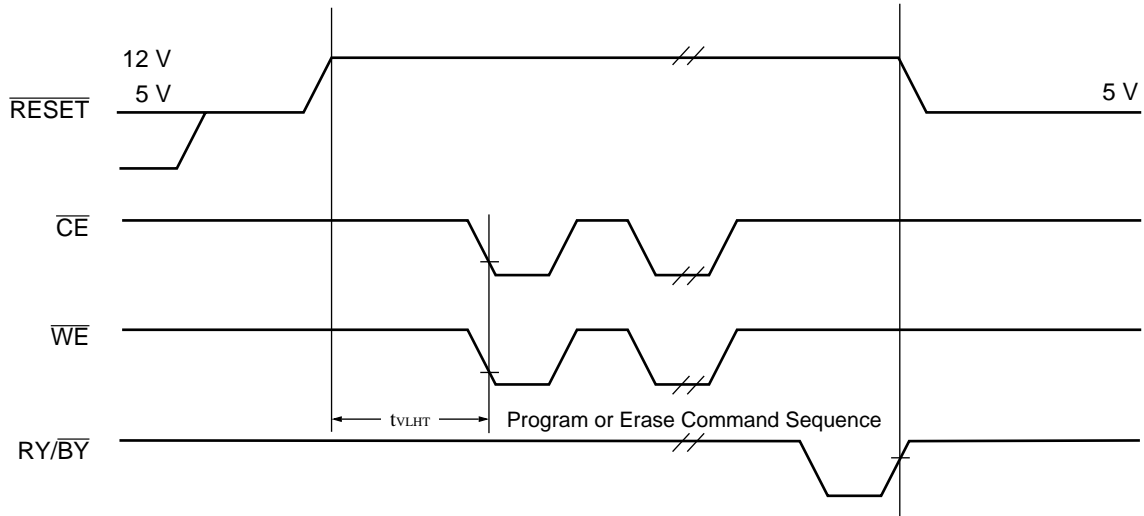 12 V
5 V
5 V
RESET
CE
WE
tVLHT
Program or Erase Command Sequence
RY/BY